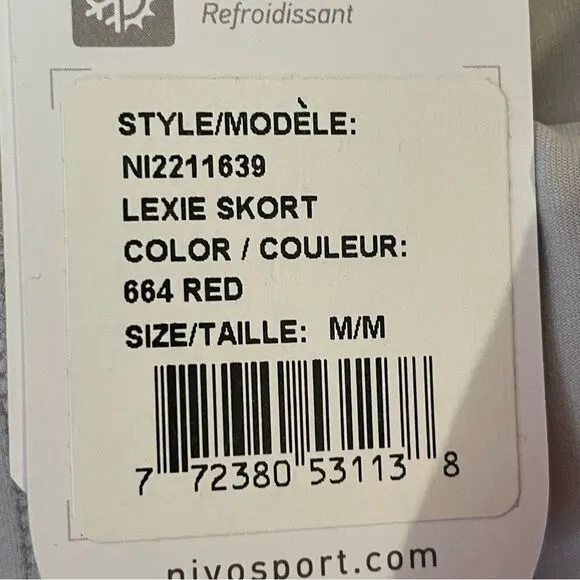 Refroidissant
STYLE/MODÈLE:
NI2211639
LEXIE SKORT
COLOR / COULEUR:
664 RED
SIZE/TAILLE: M/M
7 72380 53113 8
nivosport.com